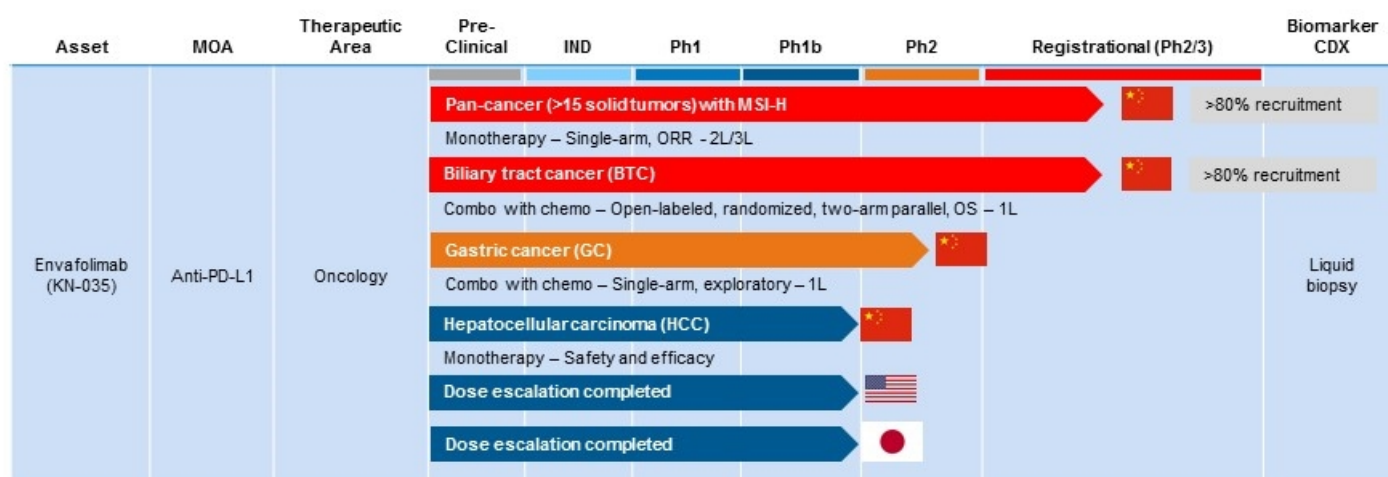 Asset
MOA
Therapeutic
Area
Pre-
Clinical
IND
Ph1
Ph1b
Ph2
Registrational (Ph2/3)
Biomarker
CDX
Pan-cancer (>15 solid tumors) with MSI-H
>80% recruitment
Monotherapy – Single-arm, ORR - 2L/3L
Biliary tract cancer (BTC)
>80% recruitment
Combo with chemo – Open-labeled, randomized, two-arm parallel, OS – 1L
Gastric cancer (GC)
Envafolimab
(KN-035)
Anti-PD-L1
Oncology
Combo with chemo – Single-arm, exploratory – 1L
Liquid
biopsy
Hepatocellular carcinoma (HCC)
Monotherapy – Safety and efficacy
Dose escalation completed
Dose escalation completed